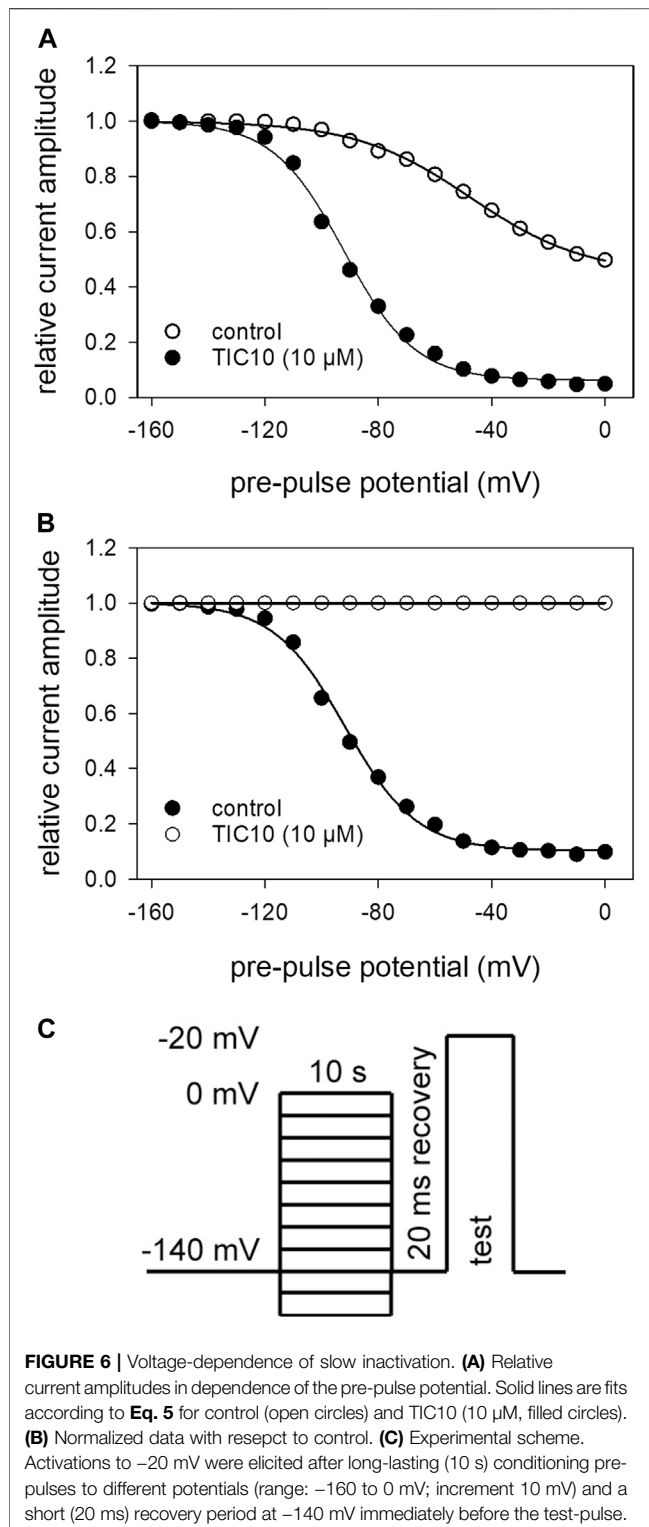 A
relative current amplitude
1.2
1.0
0.8
0.6
0.4
0.2
0.0
control
TIC10 (10 µM)
-160
-120
-80
-40
0
pre-pulse potential (mV)
B
relative current amplitude
1.2
1.0
0.8
0.6
0.4
0.2
0.0
control
TIC10 (10 µM)
-160
-120
-80
-40
0
pre-pulse potential (mV)
C
-20 mV
0 mV
-140 mV
10 s
20 ms recovery
test
FIGURE 6 | Voltage-dependence of slow inactivation. (A) Relative
current amplitudes in dependence of the pre-pulse potential. Solid lines are fits
according to Eq. 5 for control (open circles) and TIC10 (10 μM, filled circles).
(B) Normalized data with resepct to control. (C) Experimental scheme.
Activations to −20 mV were elicited after long-lasting (10 s) conditioning pre-
pulses to different potentials (range: −160 to 0 mV; increment 10 mV) and a
short (20 ms) recovery period at −140 mV immediately before the test-pulse.